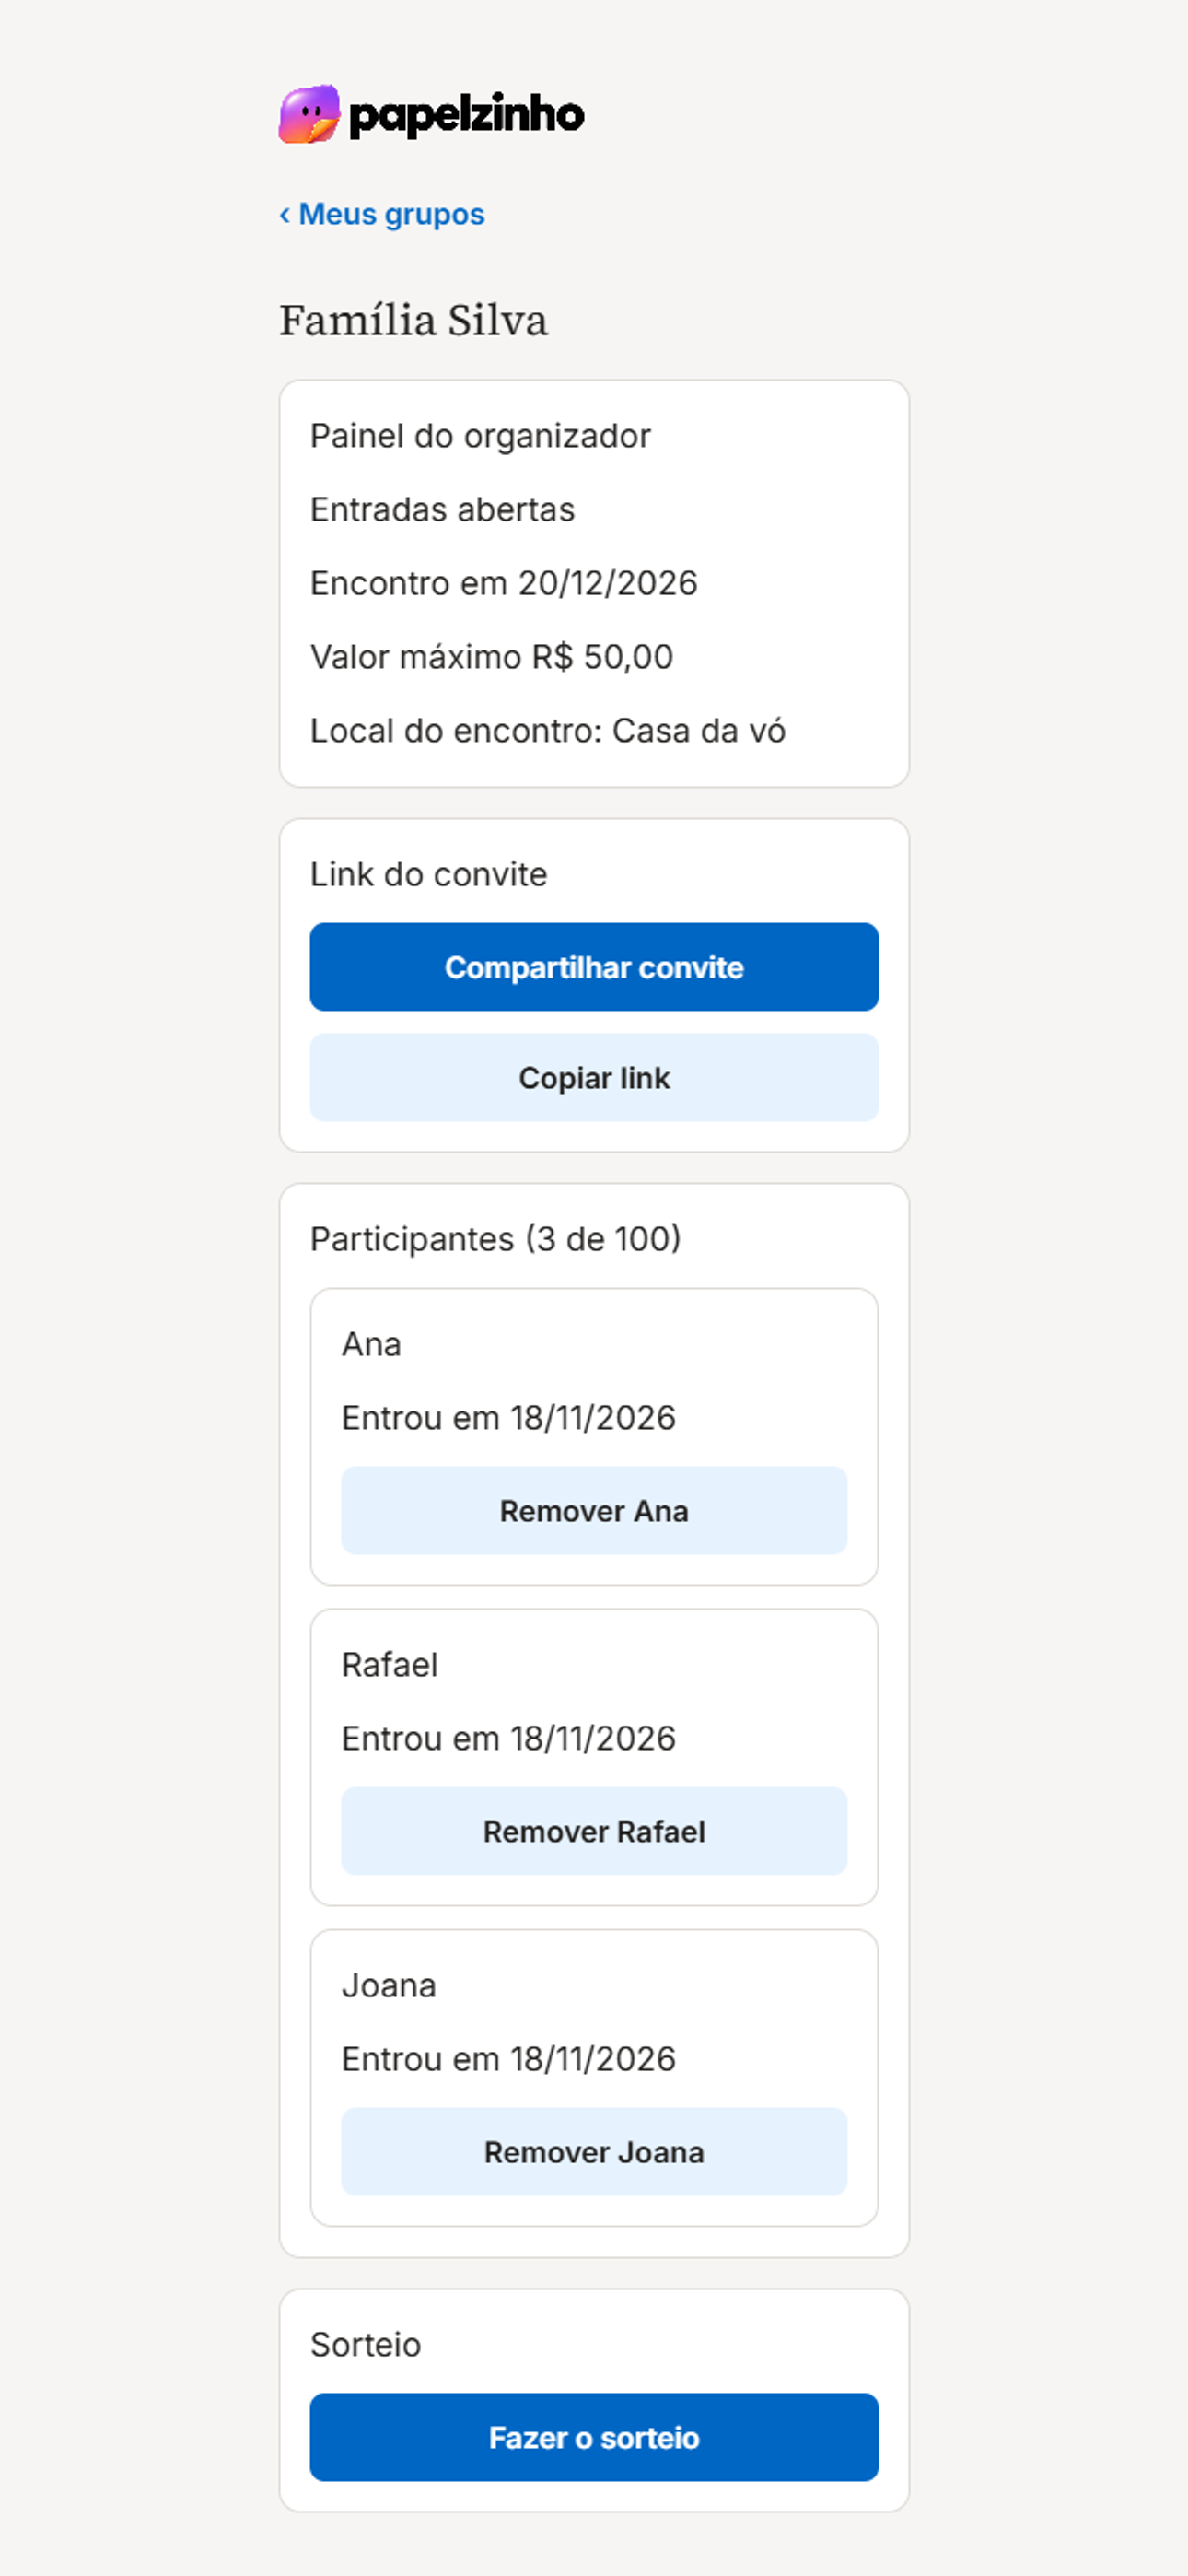 papelzinho
‹ Meus grupos
Família Silva
Painel do organizador
Entradas abertas
Encontro em 20/12/2026
Valor máximo R$ 50,00
Local do encontro: Casa da vó
Link do convite
Compartilhar convite
Copiar link
Participantes (3 de 100)
Ana
Entrou em 18/11/2026
Remover Ana
Rafael
Entrou em 18/11/2026
Remover Rafael
Joana
Entrou em 18/11/2026
Remover Joana
Sorteio
Fazer o sorteio